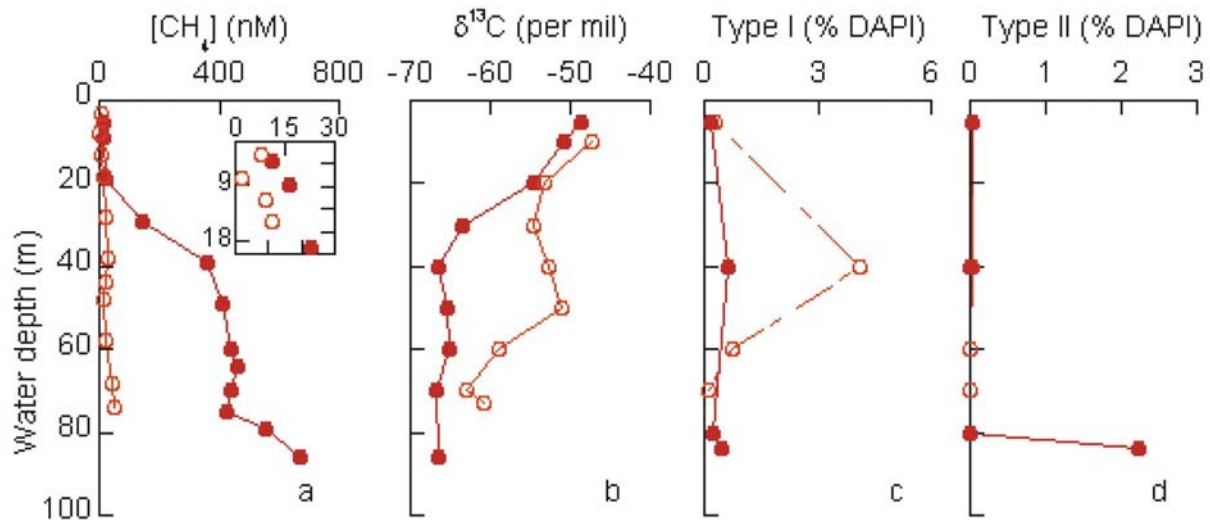 [CH₄] (nM)
δ¹³C (per mil)
Type I (% DAPI)
Type II (% DAPI)
0 400 800
-70 -60 -50 -40
0 3 6
0 1 2 3
0
20
40
60
80
100
Water depth (m)
0 15 30
9
18
a
b
c
d